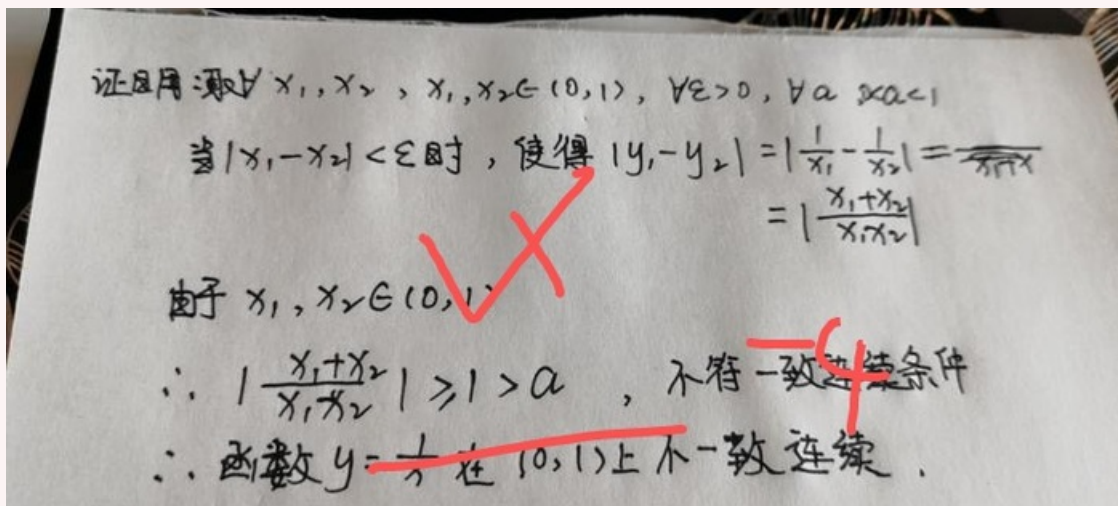 证明:取∀ x₁, x₂ , x₁, x₂∈(0,1), ∀ε>0, ∀a 0<a<1
当|x₁-x₂|<ε时, 使得 |y₁-y₂| = |1/x₁ - 1/x₂| =
= |(x₁+x₂)/(x₁x₂)|
由于 x₁, x₂∈(0,1)
∴ |(x₁+x₂)/(x₁x₂)| ≥1>a , 不符一致连续条件
-4
∴ 函数 y=1/x 在 (0,1)上不一致连续.